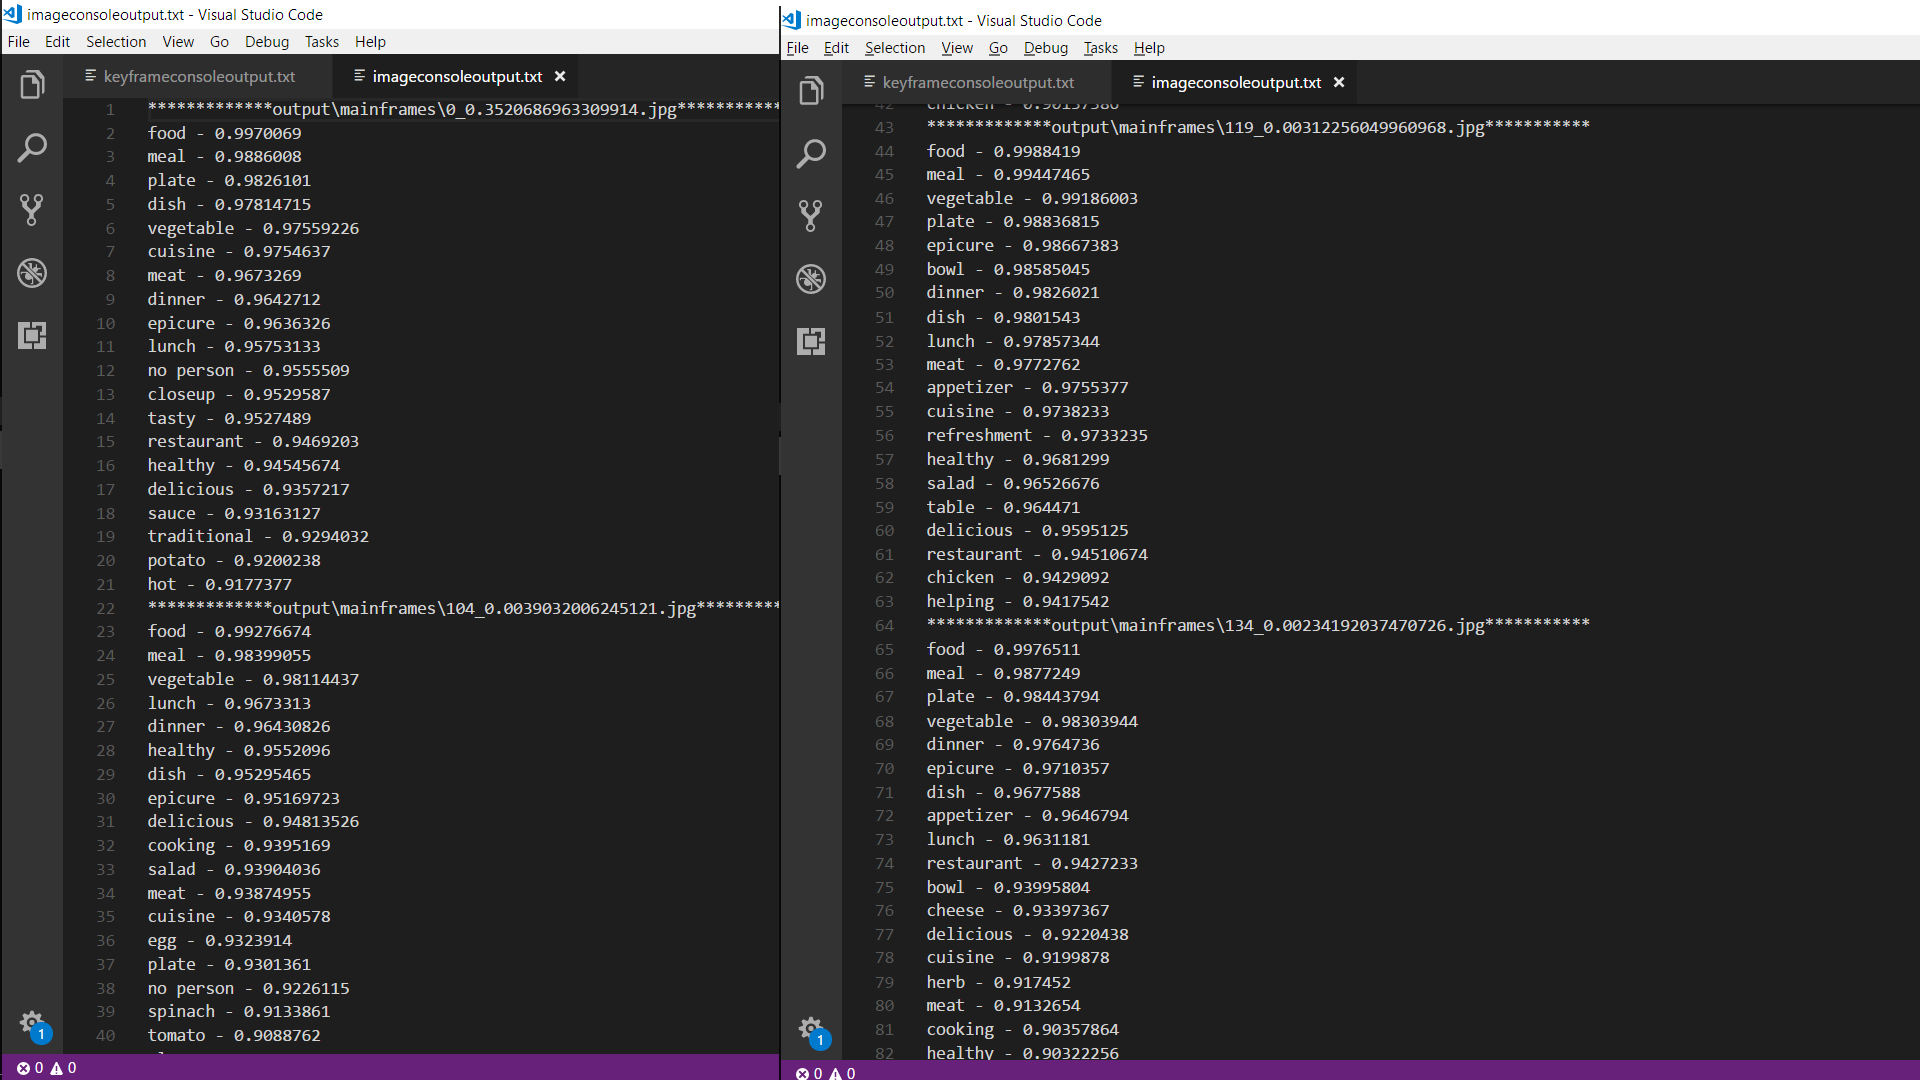 imageconsoleoutput.txt - Visual Studio Code
File Edit Selection View Go Debug Tasks Help
keyframeconsoleoutput.txt imageconsoleoutput.txt
1 *************output\mainframes\0_0.3520686963309914.jpg***********
2 food - 0.9970069
3 meal - 0.9886008
4 plate - 0.9826101
5 dish - 0.97814715
6 vegetable - 0.97559226
7 cuisine - 0.9754637
8 meat - 0.9673269
9 dinner - 0.9642712
10 epicure - 0.9636326
11 lunch - 0.95753133
12 no person - 0.9555509
13 closeup - 0.9529587
14 tasty - 0.9527489
15 restaurant - 0.9469203
16 healthy - 0.94545674
17 delicious - 0.9357217
18 sauce - 0.93163127
19 traditional - 0.9294032
20 potato - 0.9200238
21 hot - 0.9177377
22 *************output\mainframes\104_0.0039032006245121.jpg*********
23 food - 0.99276674
24 meal - 0.98399055
25 vegetable - 0.98114437
26 lunch - 0.9673313
27 dinner - 0.96430826
28 healthy - 0.9552096
29 dish - 0.95295465
30 epicure - 0.95169723
31 delicious - 0.94813526
32 cooking - 0.9395169
33 salad - 0.93904036
34 meat - 0.93874955
35 cuisine - 0.9340578
36 egg - 0.9323914
37 plate - 0.9301361
38 no person - 0.9226115
39 spinach - 0.9133861
40 tomato - 0.9088762
1
0 0
imageconsoleoutput.txt - Visual Studio Code
File Edit Selection View Go Debug Tasks Help
keyframeconsoleoutput.txt imageconsoleoutput.txt
42 chicken - 0.90137380
43 *************output\mainframes\119_0.00312256049960968.jpg***********
44 food - 0.9988419
45 meal - 0.99447465
46 vegetable - 0.99186003
47 plate - 0.98836815
48 epicure - 0.98667383
49 bowl - 0.98585045
50 dinner - 0.9826021
51 dish - 0.9801543
52 lunch - 0.97857344
53 meat - 0.9772762
54 appetizer - 0.9755377
55 cuisine - 0.9738233
56 refreshment - 0.9733235
57 healthy - 0.9681299
58 salad - 0.96526676
59 table - 0.964471
60 delicious - 0.9595125
61 restaurant - 0.94510674
62 chicken - 0.9429092
63 helping - 0.9417542
64 *************output\mainframes\134_0.00234192037470726.jpg***********
65 food - 0.9976511
66 meal - 0.9877249
67 plate - 0.98443794
68 vegetable - 0.98303944
69 dinner - 0.9764736
70 epicure - 0.9710357
71 dish - 0.9677588
72 appetizer - 0.9646794
73 lunch - 0.9631181
74 restaurant - 0.9427233
75 bowl - 0.93995804
76 cheese - 0.93397367
77 delicious - 0.9220438
78 cuisine - 0.9199878
79 herb - 0.917452
80 meat - 0.9132654
81 cooking - 0.90357864
82 healthy - 0.90322256
1
0 0